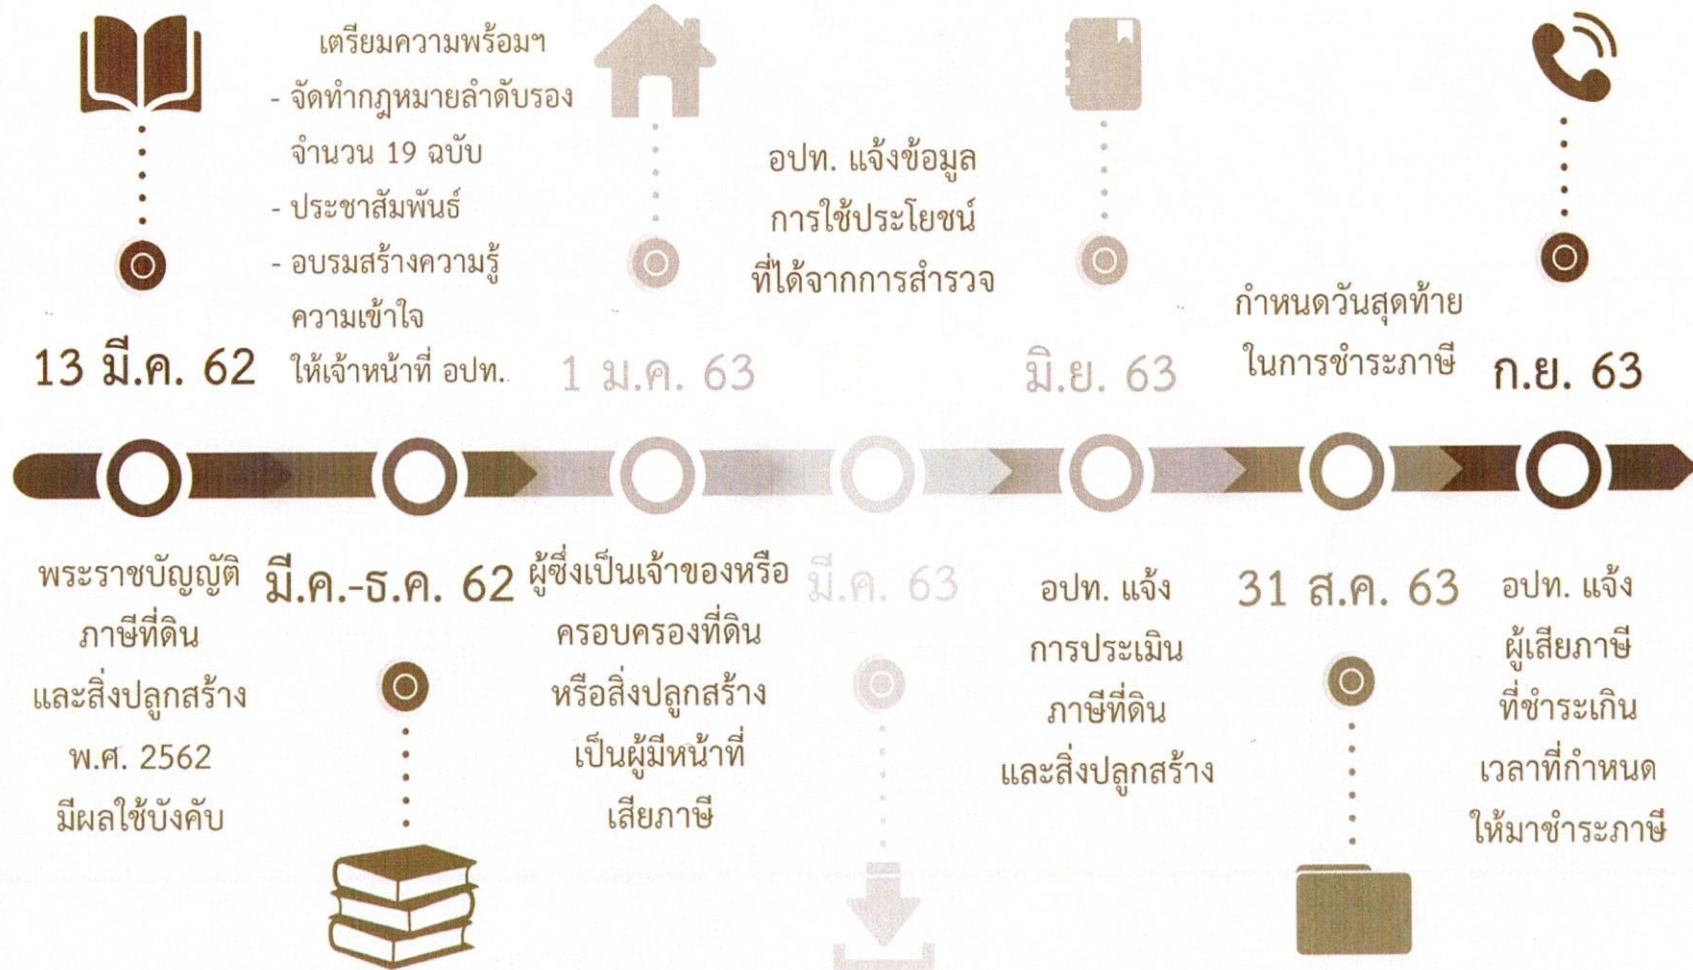 13 มี.ค. 62
พระราชบัญญัติ
ภาษีที่ดิน
และสิ่งปลูกสร้าง
พ.ศ. 2562
มีผลใช้บังคับ
เตรียมความพร้อมฯ
- จัดทำกฎหมายลำดับรอง
จำนวน 19 ฉบับ
- ประชาสัมพันธ์
- อบรมสร้างความรู้
ความเข้าใจ
ให้เจ้าหน้าที่ อปท.
มี.ค.-ธ.ค. 62
1 ม.ค. 63
ผู้ซึ่งเป็นเจ้าของหรือ
ครอบครองที่ดิน
หรือสิ่งปลูกสร้าง
เป็นผู้มีหน้าที่
เสียภาษี
อปท. แจ้งข้อมูล
การใช้ประโยชน์
ที่ได้จากการสำรวจ
มี.ค. 63
มิ.ย. 63
อปท. แจ้ง
การประเมิน
ภาษีที่ดิน
และสิ่งปลูกสร้าง
กำหนดวันสุดท้าย
ในการชำระภาษี
31 ส.ค. 63
ก.ย. 63
อปท. แจ้ง
ผู้เสียภาษี
ที่ชำระเกิน
เวลาที่กำหนด
ให้มาชำระภาษี